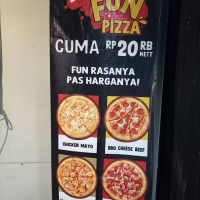 FUN
PIZZA
CUMA RP 20 RB
NETT
FUN RASANYA
PAS HARGANYA!
CHICKEN MAYO
BBQ CHEESE BEEF